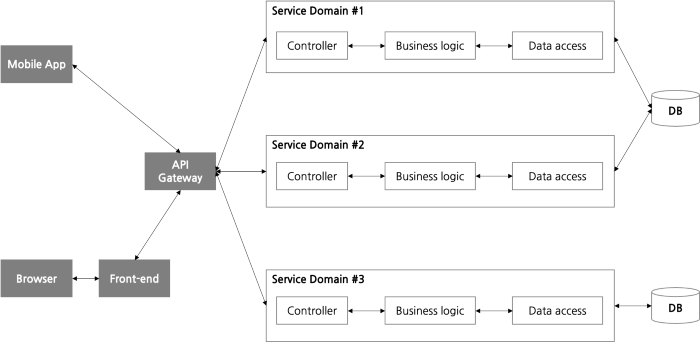 Service Domain #1
Controller
Business logic
Data access
Mobile App
DB
Service Domain #2
API
Gateway
Controller
Business logic
Data access
Browser
Front-end
Service Domain #3
Controller
Business logic
Data access
DB